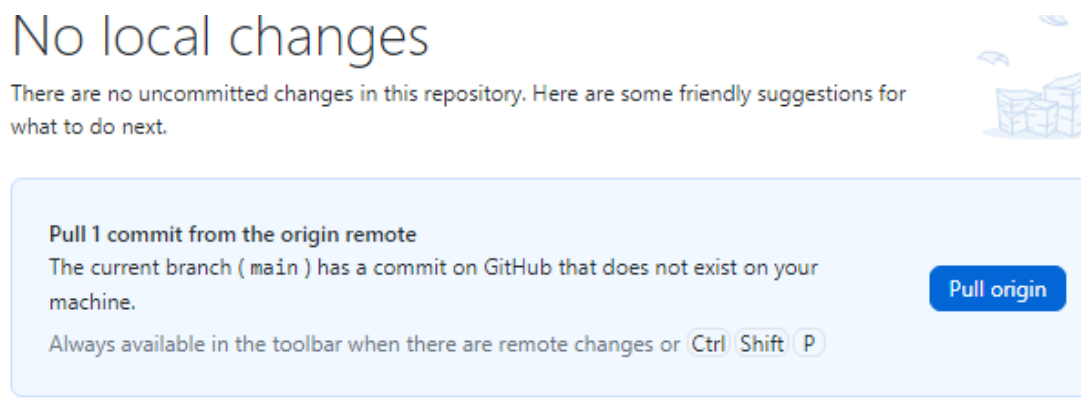 No local changes
There are no uncommitted changes in this repository. Here are some friendly suggestions for
what to do next.
Pull 1 commit from the origin remote
The current branch ( main ) has a commit on GitHub that does not exist on your
machine.
Pull origin
Always available in the toolbar when there are remote changes or Ctrl Shift P